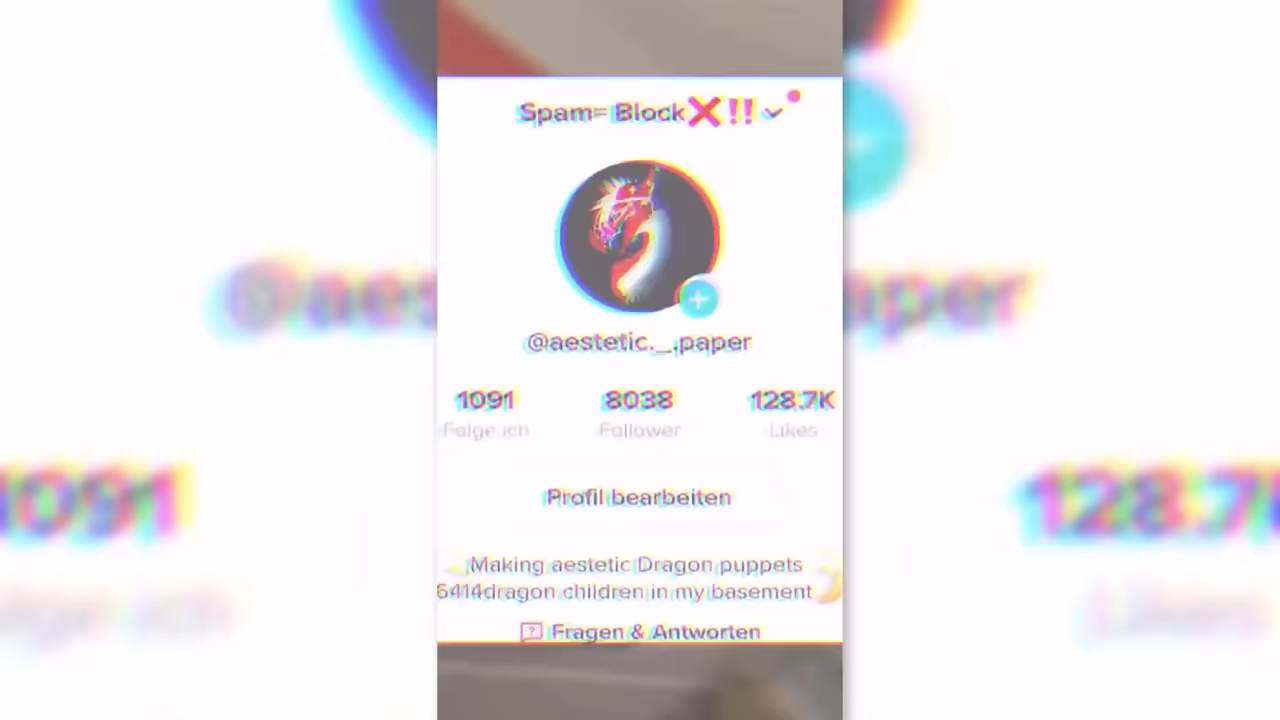 Spam= Block❌‼️
@aestetic._.paper
1091 8038 128.7K
Folge ich Follower Likes
Profil bearbeiten
Making aestetic Dragon puppets
6414dragon children in my basement
Fragen & Antworten